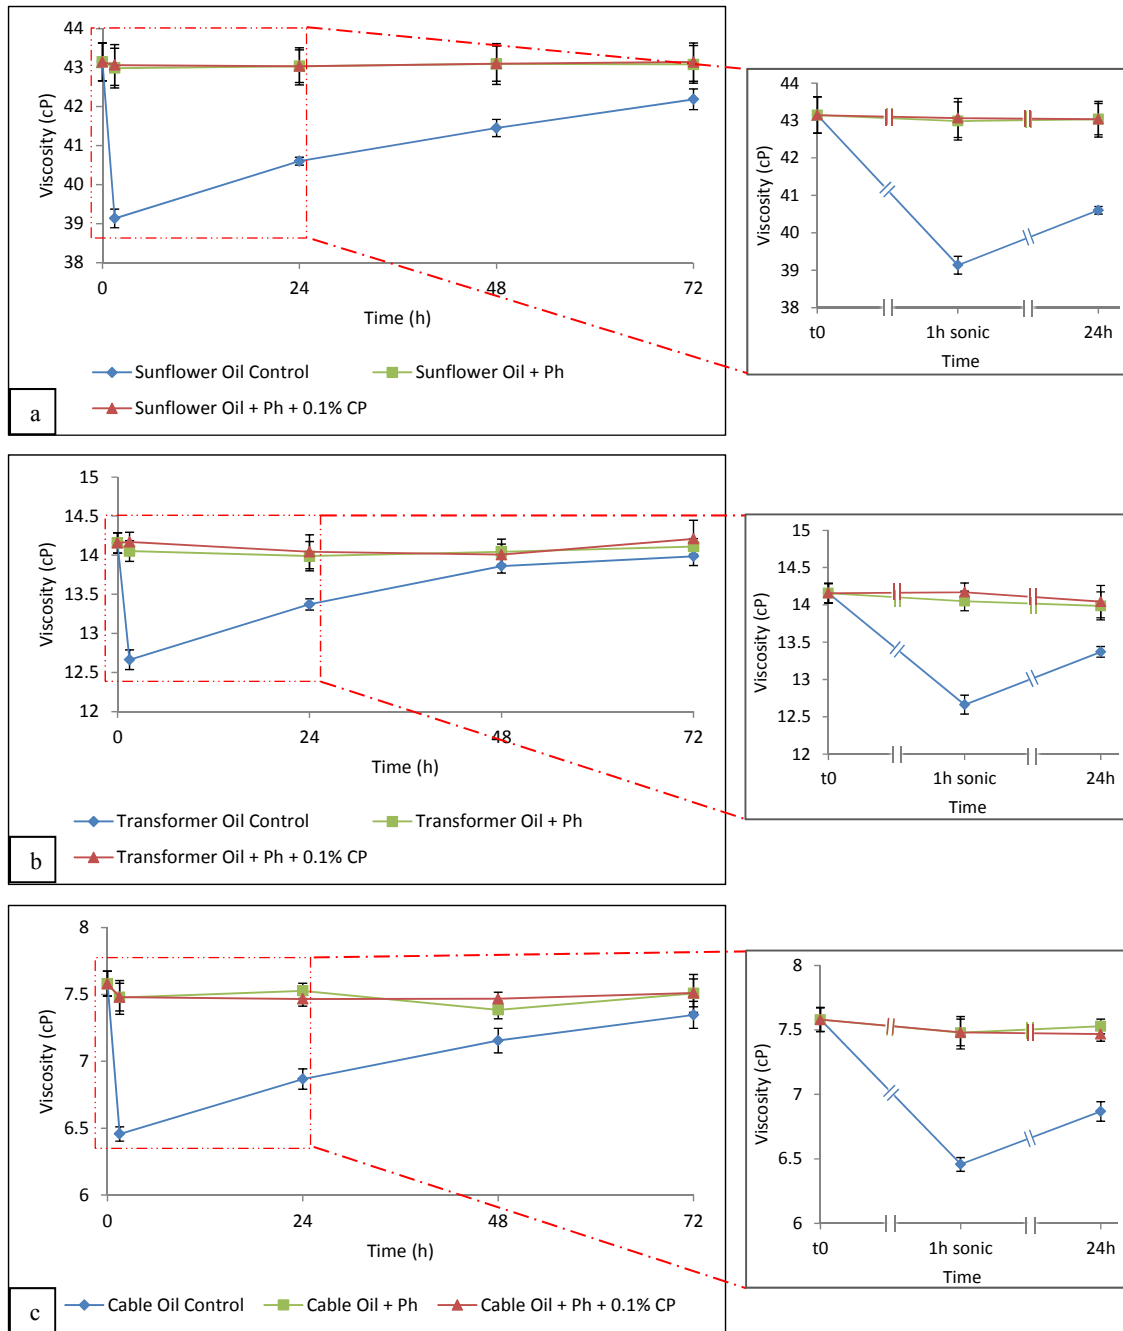 44
43
42
41
40
39
38
Viscosity (cP)
0
24
48
72
Time (h)
Sunflower Oil Control
Sunflower Oil + Ph
Sunflower Oil + Ph + 0.1% CP
a
44
43
42
41
40
39
38
Viscosity (cP)
t0
1h sonic
24h
Time
15
14.5
14
13.5
13
12.5
12
Viscosity (cP)
0
24
48
72
Time (h)
Transformer Oil Control
Transformer Oil + Ph
Transformer Oil + Ph + 0.1% CP
b
15
14.5
14
13.5
13
12.5
12
Viscosity (cP)
t0
1h sonic
24h
Time
8
7.5
7
6.5
6
Viscosity (cP)
0
24
48
72
Time (h)
Cable Oil Control
Cable Oil + Ph
Cable Oil + Ph + 0.1% CP
c
8
7.5
7
6.5
6
Viscosity (cP)
t0
1h sonic
24h
Time